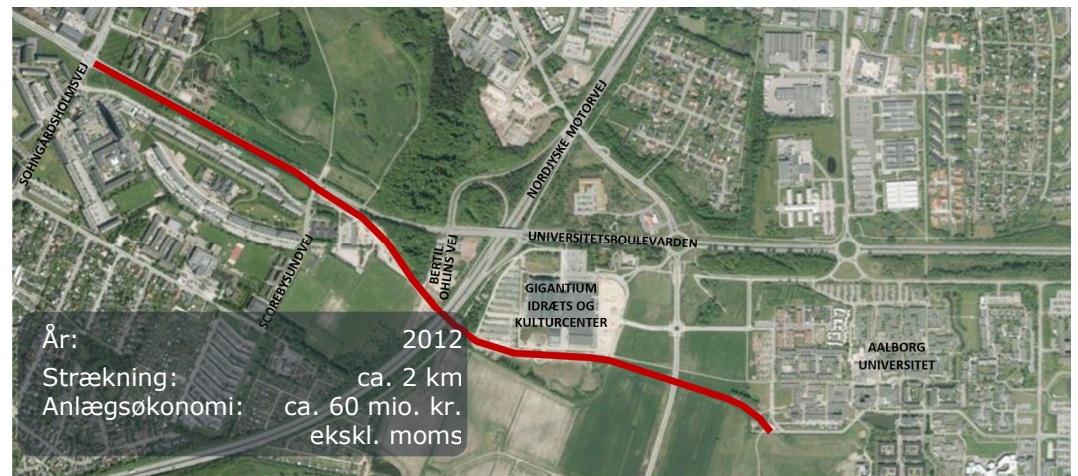 SOHNGÅRDSHOLMSVEJ
NORDJYSKE MOTORVEJ
SCOREBYSUNDVEJ
BERTIL
OHLINS VEJ
UNIVERSITETSBOULEVARDEN
GIGANTIUM
IDRÆTS OG
KULTURCENTER
AALBORG
UNIVERSITET
År: 2012
Strækning: ca. 2 km
Anlægsøkonomi: ca. 60 mio. kr.
ekskl. moms